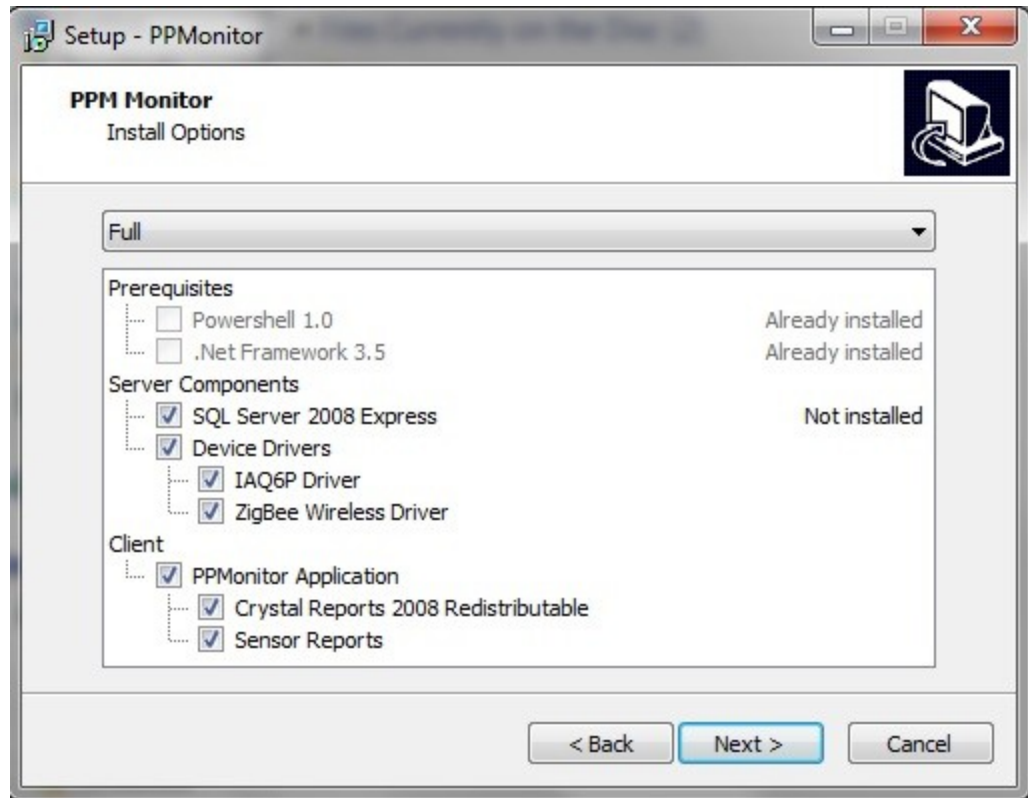 Setup - PPMonitor
PPM Monitor
Install Options
Full
Prerequisites
Powershell 1.0 Already installed
.Net Framework 3.5 Already installed
Server Components
SQL Server 2008 Express Not installed
Device Drivers
IAQ6P Driver
ZigBee Wireless Driver
Client
PPMonitor Application
Crystal Reports 2008 Redistributable
Sensor Reports
< Back Next > Cancel